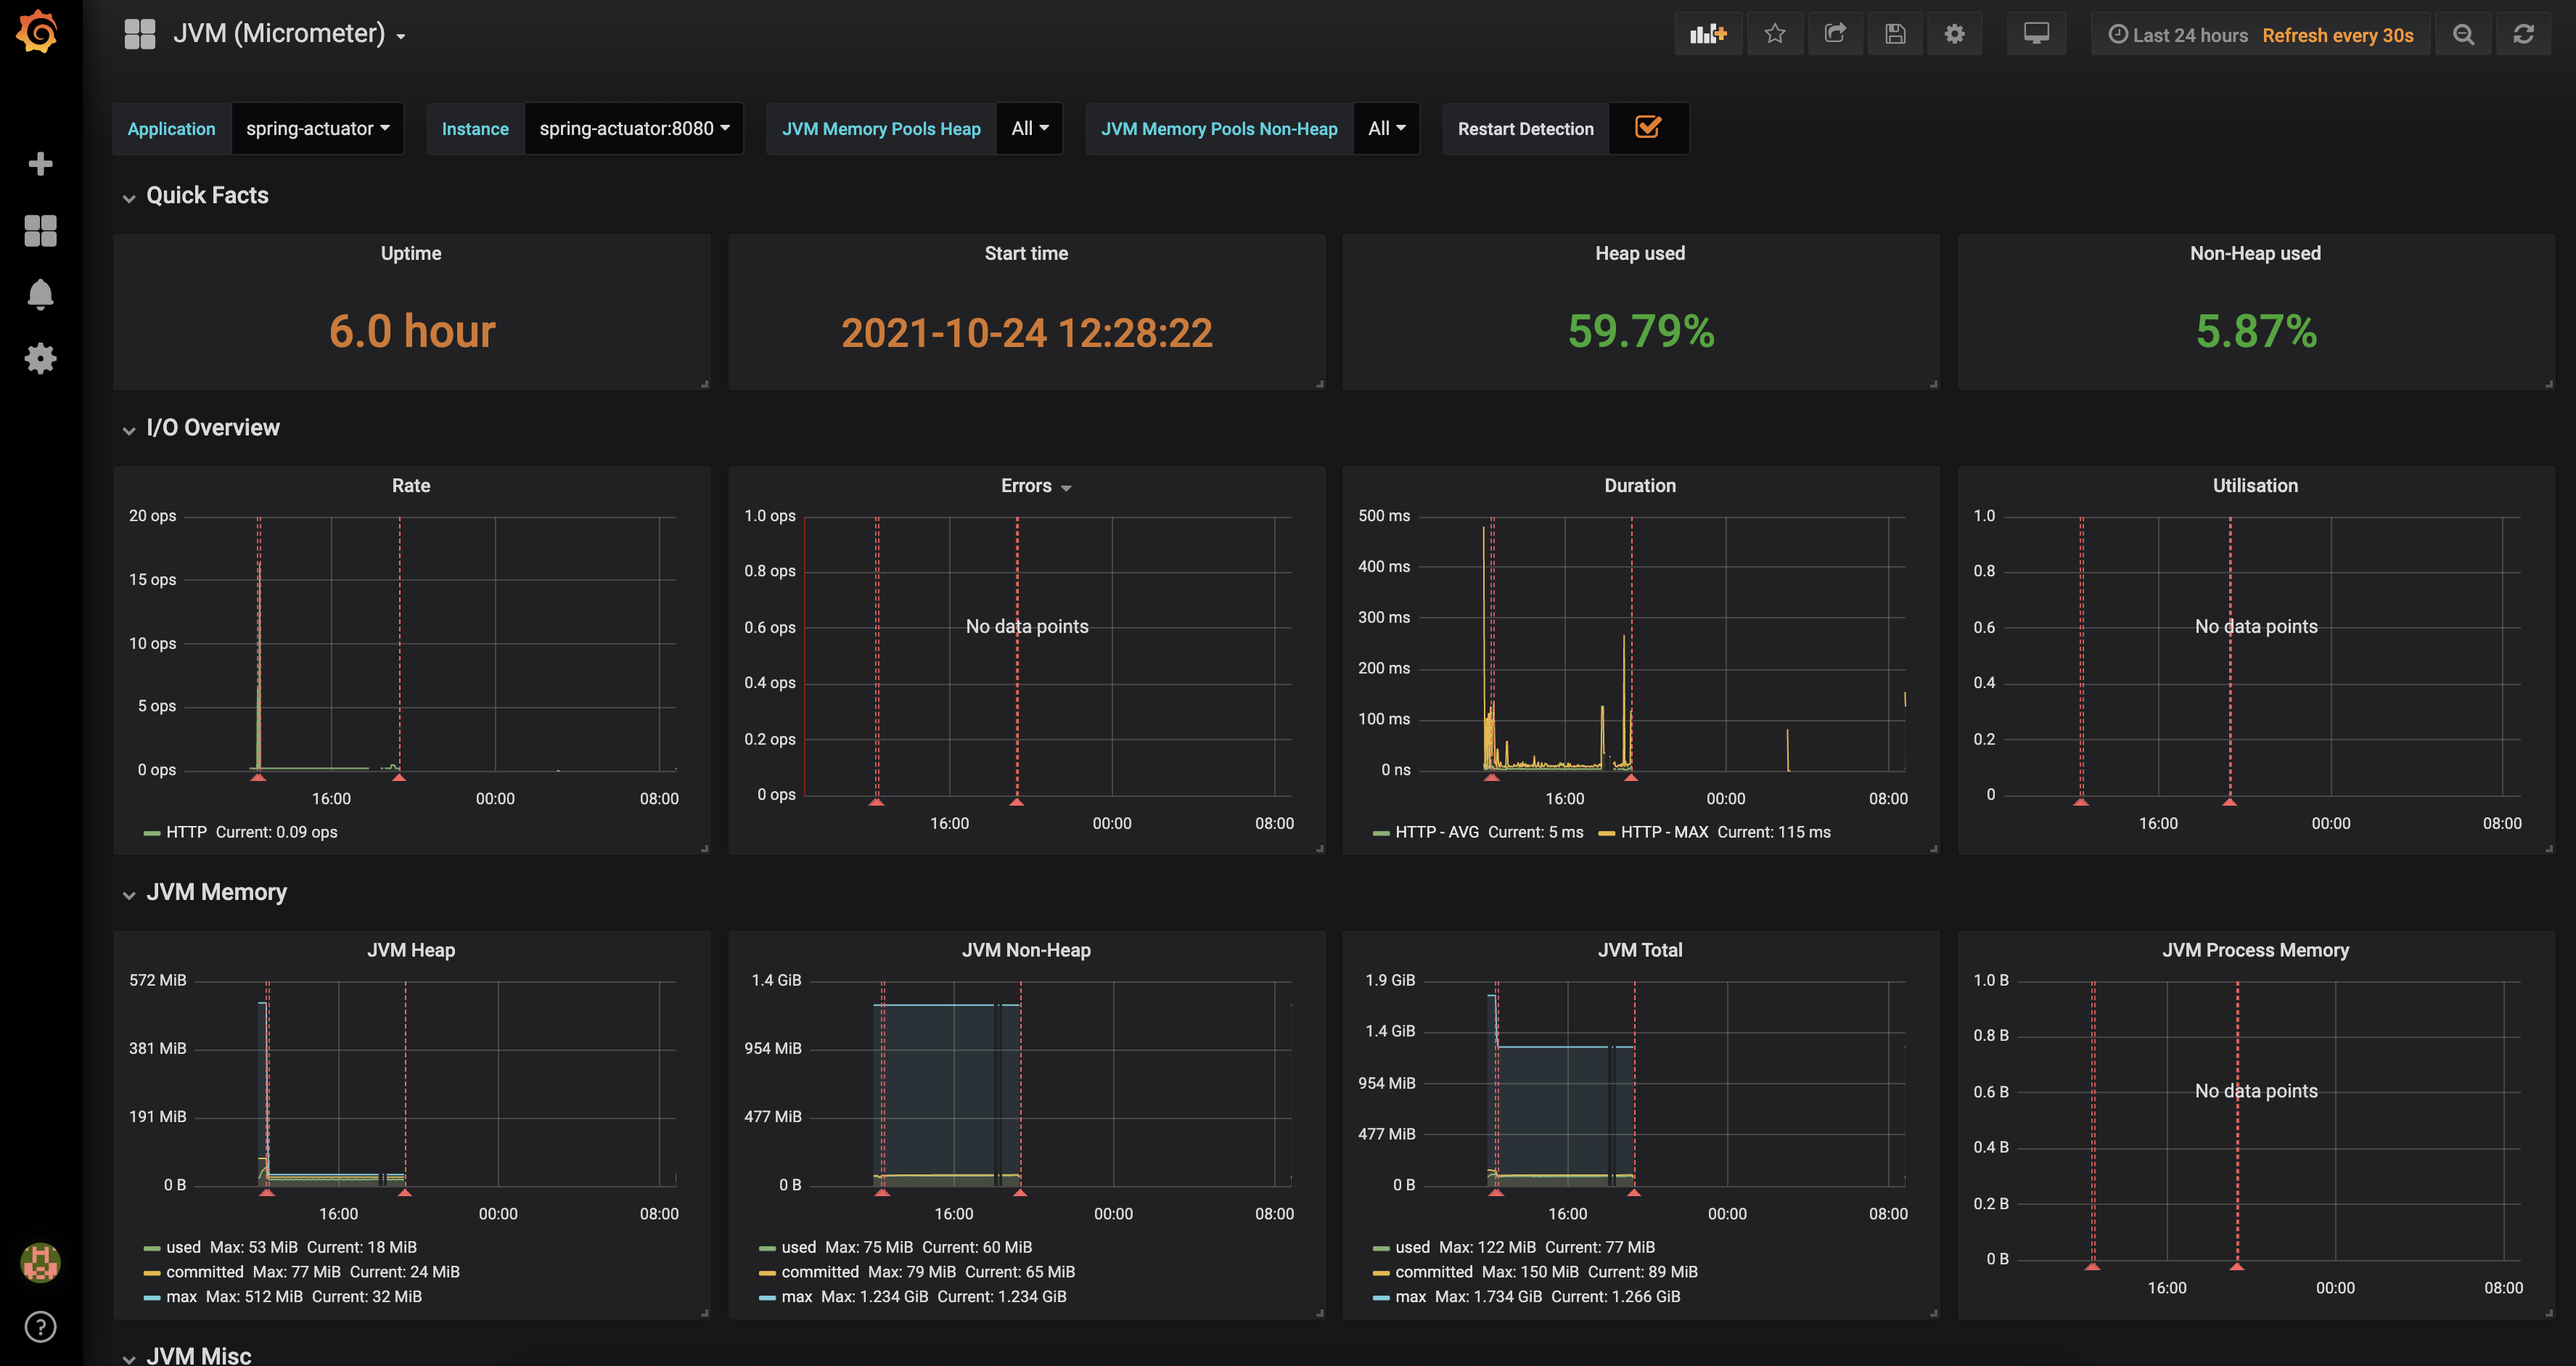 JVM (Micrometer)
Last 24 hours Refresh every 30s
Application spring-actuator Instance spring-actuator:8080 JVM Memory Pools Heap All JVM Memory Pools Non-Heap All Restart Detection
Quick Facts
Uptime
6.0 hour
Start time
2021-10-24 12:28:22
Heap used
59.79%
Non-Heap used
5.87%
I/O Overview
Rate
20 ops
15 ops
10 ops
5 ops
0 ops
16:00 00:00 08:00
HTTP Current: 0.09 ops
Errors
1.0 ops
0.8 ops
0.6 ops
0.4 ops
0.2 ops
0 ops
No data points
16:00 00:00 08:00
Duration
500 ms
400 ms
300 ms
200 ms
100 ms
0 ns
16:00 00:00 08:00
HTTP - AVG Current: 5 ms HTTP - MAX Current: 115 ms
Utilisation
1.0
0.8
0.6
0.4
0.2
0
No data points
16:00 00:00 08:00
JVM Memory
JVM Heap
572 MiB
381 MiB
191 MiB
0 B
16:00 00:00 08:00
used Max: 53 MiB Current: 18 MiB
committed Max: 77 MiB Current: 24 MiB
max Max: 512 MiB Current: 32 MiB
JVM Non-Heap
1.4 GiB
954 MiB
477 MiB
0 B
16:00 00:00 08:00
used Max: 75 MiB Current: 60 MiB
committed Max: 79 MiB Current: 65 MiB
max Max: 1.234 GiB Current: 1.234 GiB
JVM Total
1.9 GiB
1.4 GiB
954 MiB
477 MiB
0 B
16:00 00:00 08:00
used Max: 122 MiB Current: 77 MiB
committed Max: 150 MiB Current: 89 MiB
max Max: 1.734 GiB Current: 1.266 GiB
JVM Process Memory
1.0 B
0.8 B
0.6 B
0.4 B
0.2 B
0 B
No data points
16:00 00:00 08:00
JVM Misc